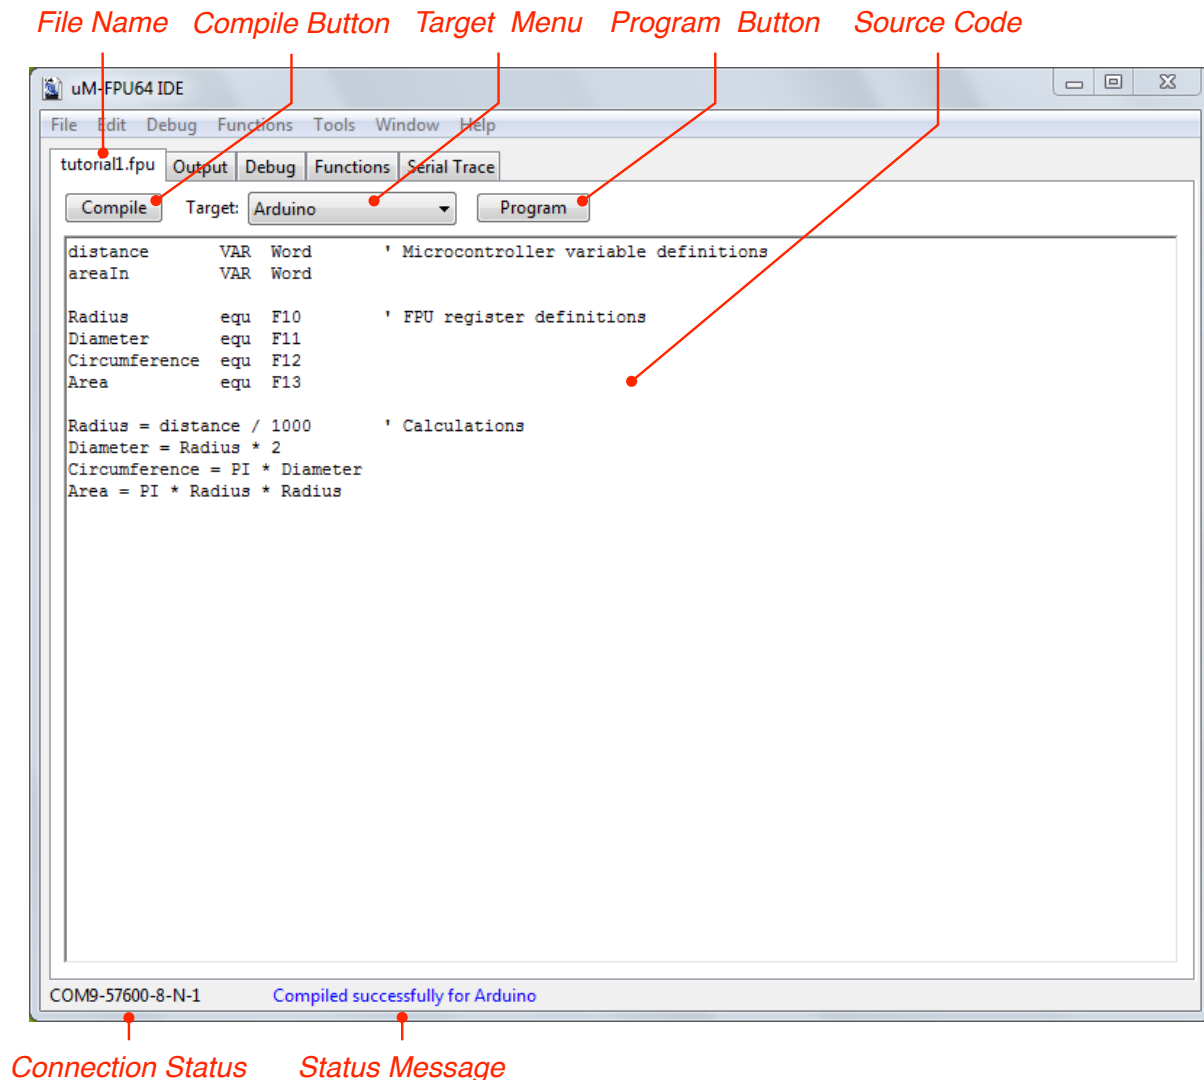 File Name Compile Button Target Menu Program Button Source Code
uM-FPU64 IDE
File Edit Debug Functions Tools Window Help
tutorial1.fpu Output Debug Functions Serial Trace
Compile Target: Arduino Program
distance VAR Word ' Microcontroller variable definitions
areaIn VAR Word
Radius equ F10 ' FPU register definitions
Diameter equ F11
Circumference equ F12
Area equ F13
Radius = distance / 1000 ' Calculations
Diameter = Radius * 2
Circumference = PI * Diameter
Area = PI * Radius * Radius
COM9-57600-8-N-1 Compiled successfully for Arduino
Connection Status Status Message